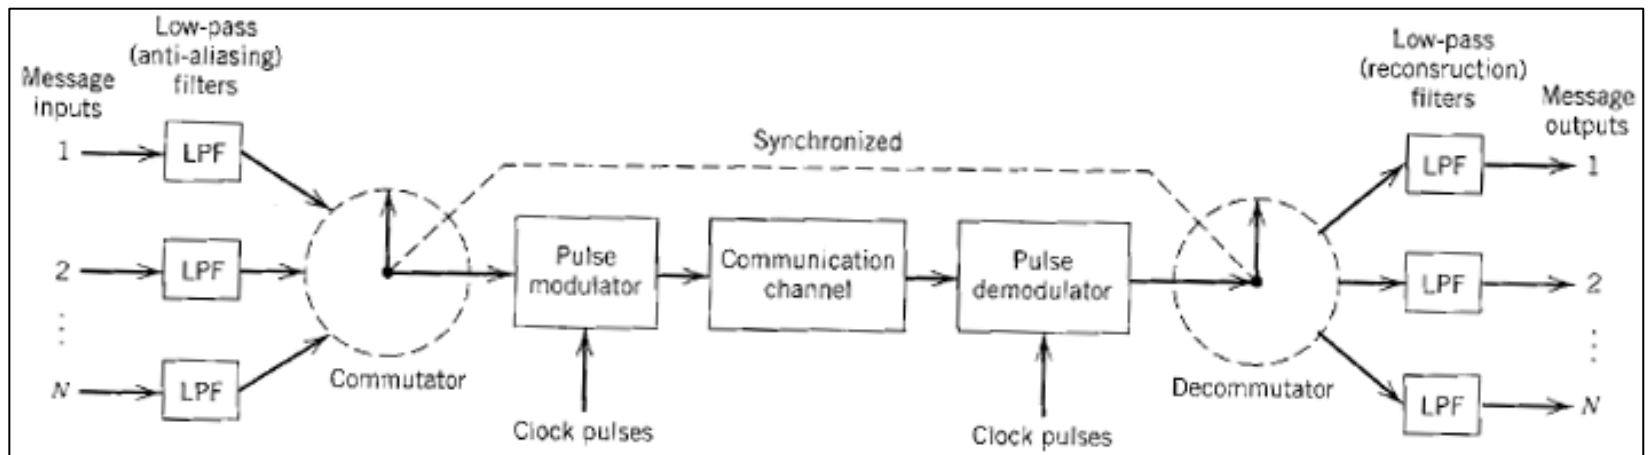 Low-pass
(anti-aliasing)
filters
Message
inputs
1
LPF
2
LPF
⋮
N
LPF
Commutator
Synchronized
Pulse
modulator
Clock pulses
Communication
channel
Pulse
demodulator
Clock pulses
Decommutator
Low-pass
(reconsruction)
filters
Message
outputs
LPF
1
LPF
2
⋮
LPF
N